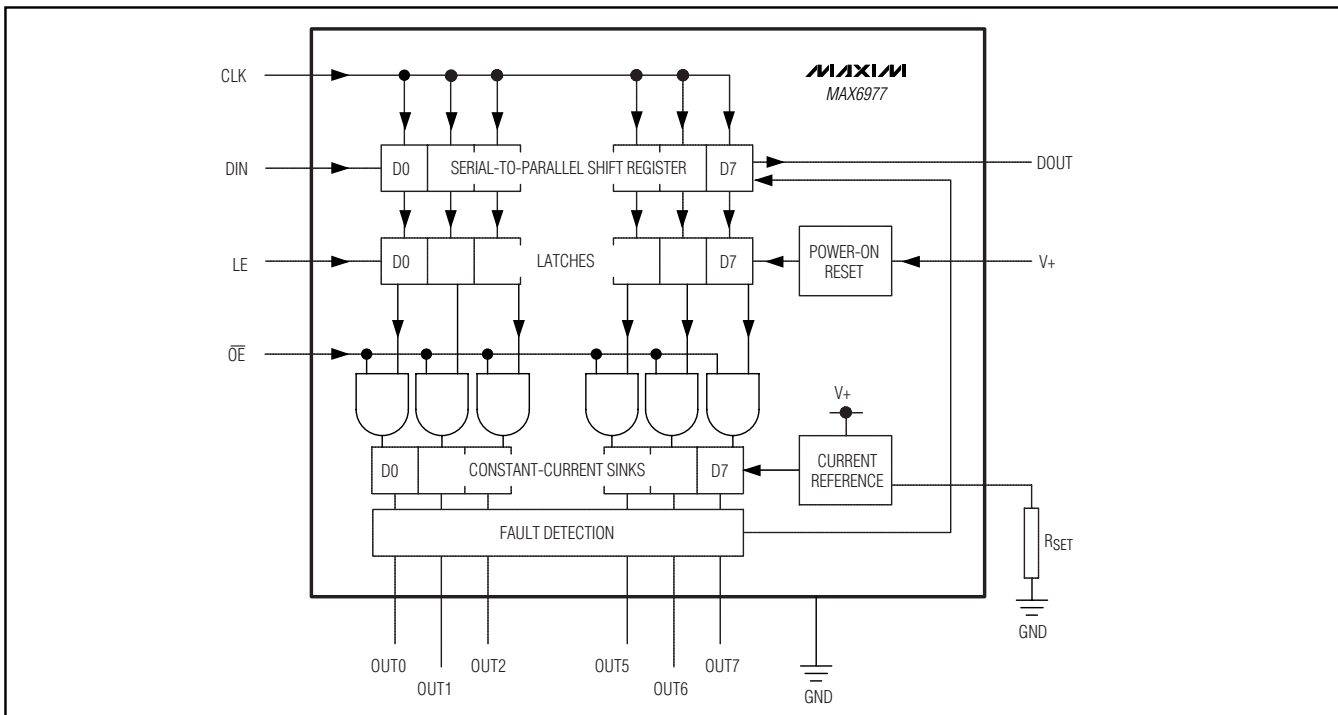 MAXIM
MAX6977
CLK
DIN
D0
SERIAL-TO-PARALLEL SHIFT REGISTER
D7
DOUT
LE
D0
LATCHES
D7
POWER-ON
RESET
V+
OE
V+
D0
CONSTANT-CURRENT SINKS
D7
CURRENT
REFERENCE
FAULT DETECTION
RSET
GND
OUT0
OUT1
OUT2
OUT5
OUT6
OUT7
GND